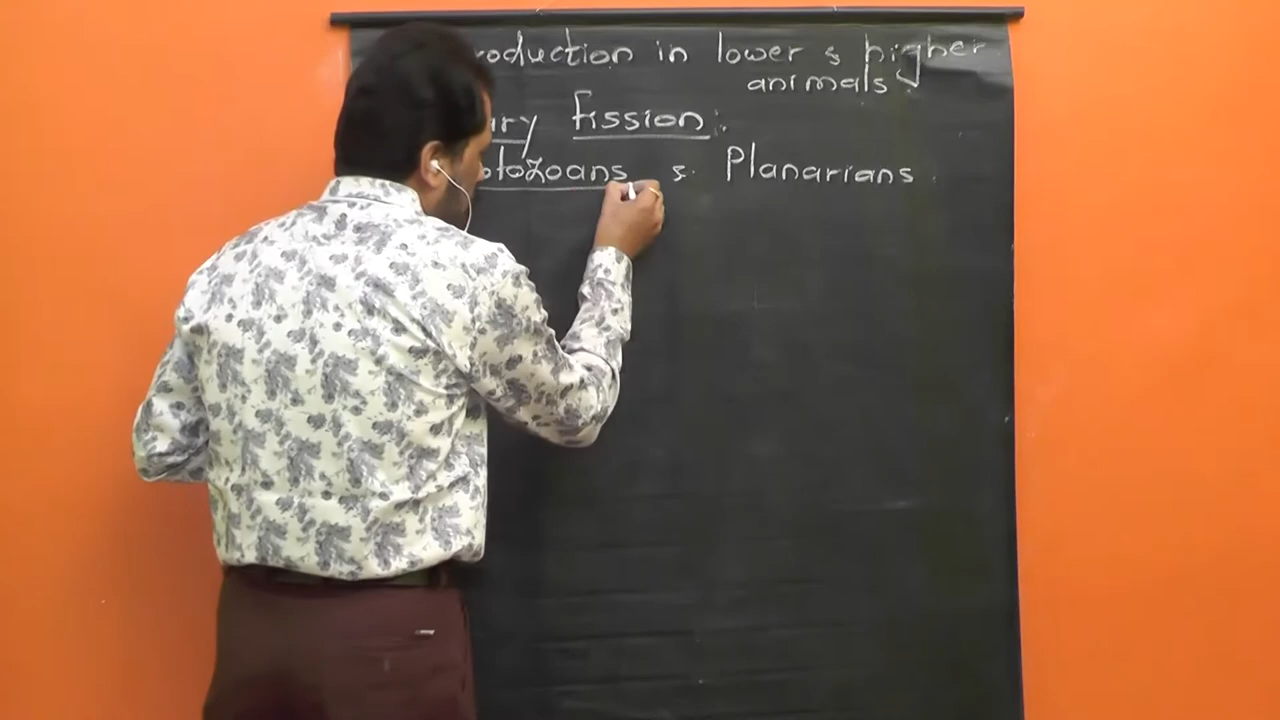 roduction in lower & higher
animals
ary fission:
otozoans & Planarians